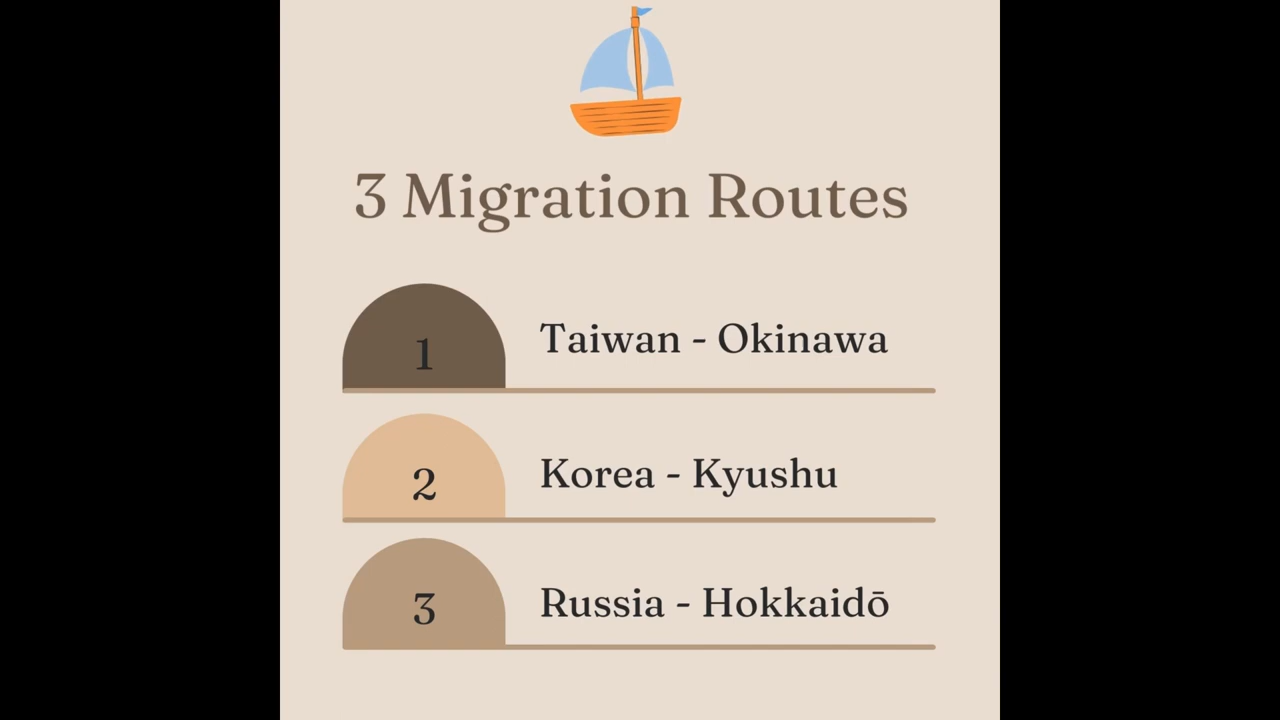 3 Migration Routes
1
Taiwan - Okinawa
2
Korea - Kyushu
3
Russia - Hokkaidō